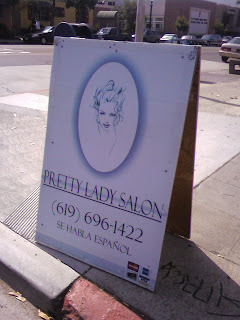 PRETTY LADY SALON
(619) 696-1422
SE HABLA ESPAÑOL